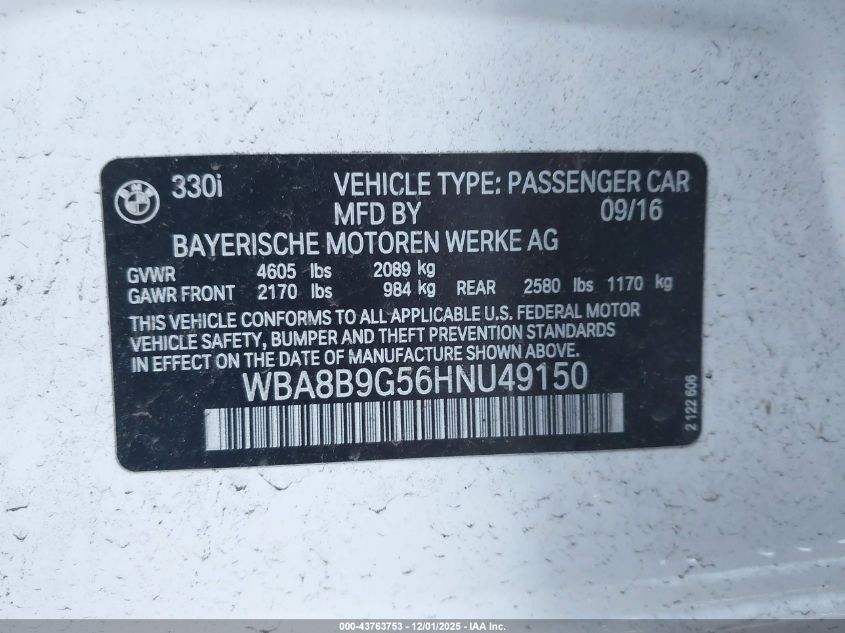 BMW
330i VEHICLE TYPE: PASSENGER CAR
MFD BY 09/16
BAYERISCHE MOTOREN WERKE AG
GVWR 4605 lbs 2089 kg
GAWR FRONT 2170 lbs 984 kg REAR 2580 lbs 1170 kg
THIS VEHICLE CONFORMS TO ALL APPLICABLE U.S. FEDERAL MOTOR
VEHICLE SAFETY, BUMPER AND THEFT PREVENTION STANDARDS
IN EFFECT ON THE DATE OF MANUFACTURE SHOWN ABOVE.
WBA8B9G56HNU49150
2 122 606
000-43763753 - 12/01/2025 - IAA Inc.